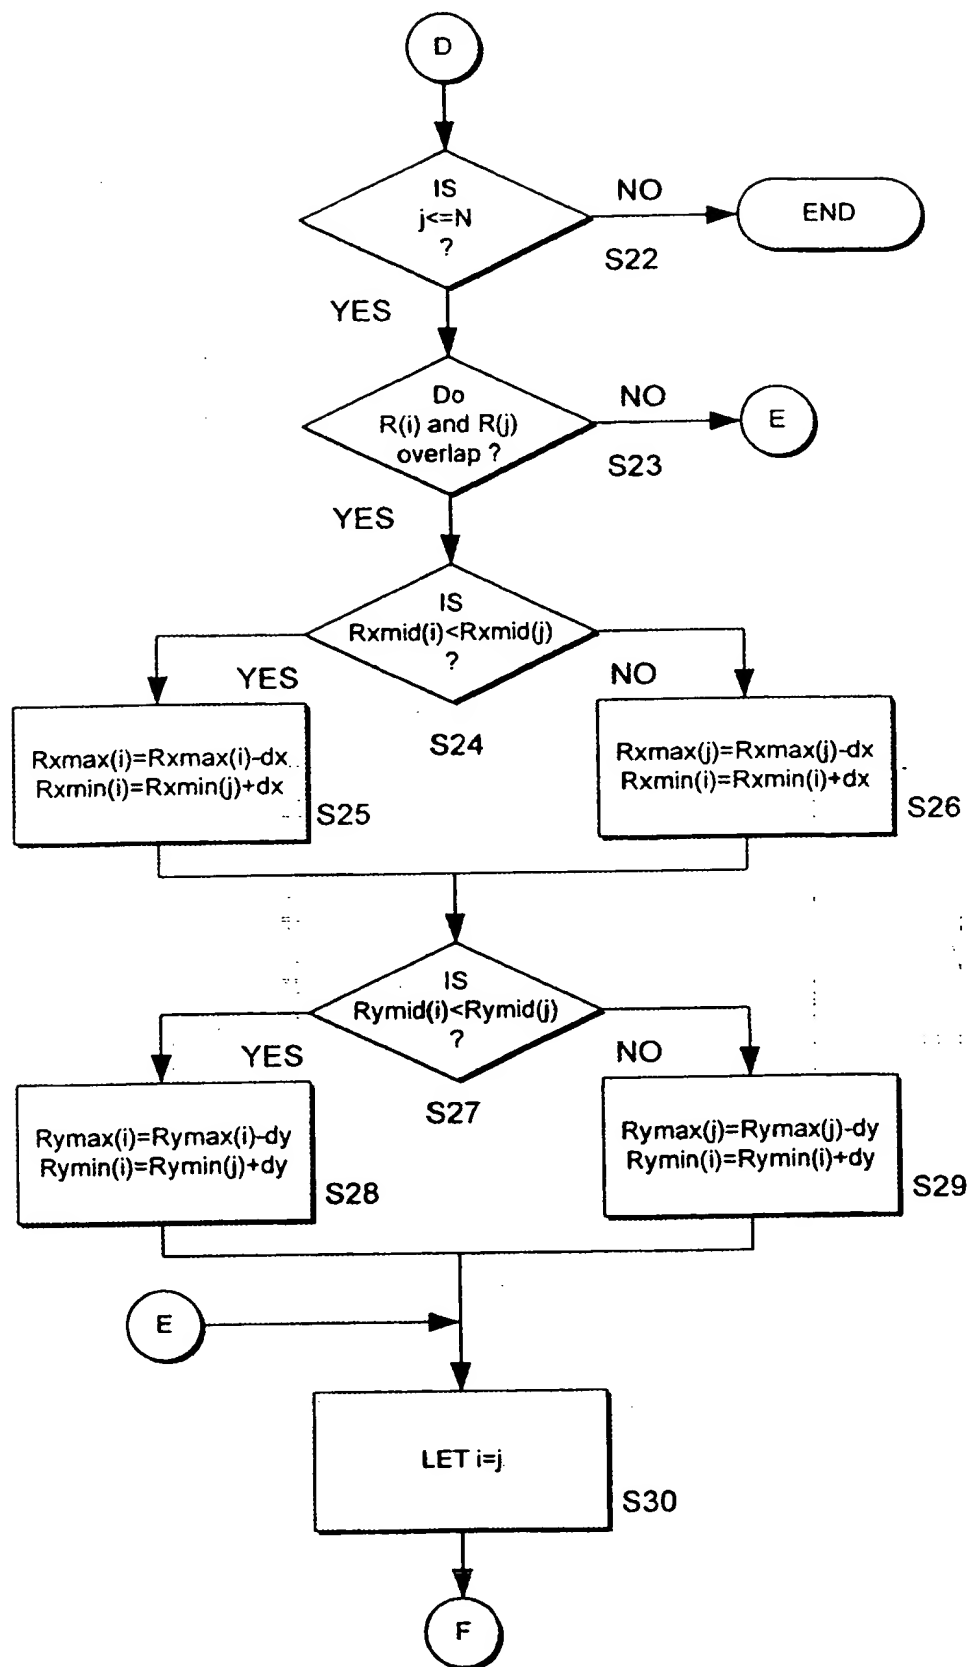 D
IS
j<=N
?
NO
END
S22
YES
Do
R(i) and R(j)
overlap ?
NO
E
S23
YES
IS
Rxmid(i)<Rxmid(j)
?
YES
NO
S24
Rxmax(i)=Rxmax(i)-dx
Rxmin(i)=Rxmin(j)+dx
S25
Rxmax(j)=Rxmax(j)-dx
Rxmin(i)=Rxmin(i)+dx
S26
IS
Rymid(i)<Rymid(j)
?
YES
NO
S27
Rymax(i)=Rymax(i)-dy
Rymin(i)=Rymin(j)+dy
S28
Rymax(j)=Rymax(j)-dy
Rymin(i)=Rymin(i)+dy
S29
E
LET i=j
S30
F